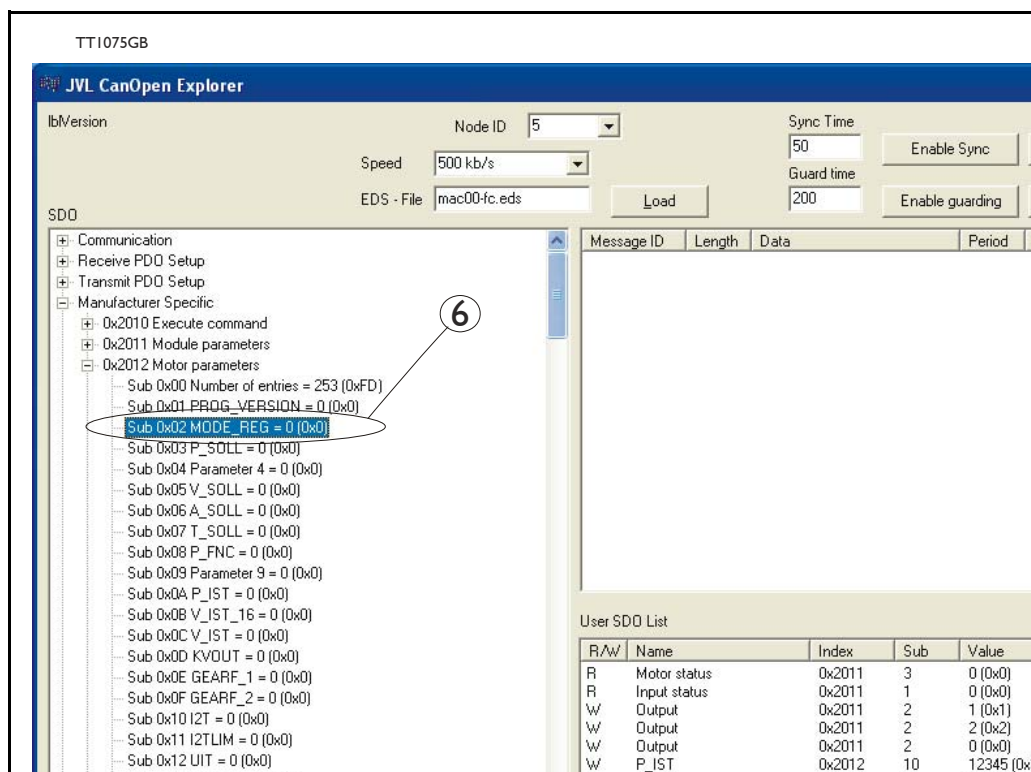 TT1075GB
JVL CanOpen Explorer
lblVersion
Node ID 5
Sync Time
50
Enable Sync
Speed 500 kb/s
Guard time
EDS - File mac00-fc.eds
Load
200
Enable guarding
SDO
Communication
Receive PDO Setup
Transmit PDO Setup
Manufacturer Specific
0x2010 Execute command
0x2011 Module parameters
0x2012 Motor parameters
Sub 0x00 Number of entries = 253 (0xFD)
Sub 0x01 PROG_VERSION = 0 (0x0)
Sub 0x02 MODE_REG = 0 (0x0)
Sub 0x03 P_SOLL = 0 (0x0)
Sub 0x04 Parameter 4 = 0 (0x0)
Sub 0x05 V_SOLL = 0 (0x0)
Sub 0x06 A_SOLL = 0 (0x0)
Sub 0x07 T_SOLL = 0 (0x0)
Sub 0x08 P_FNC = 0 (0x0)
Sub 0x09 Parameter 9 = 0 (0x0)
Sub 0x0A P_IST = 0 (0x0)
Sub 0x0B V_IST_16 = 0 (0x0)
Sub 0x0C V_IST = 0 (0x0)
Sub 0x0D KVOUT = 0 (0x0)
Sub 0x0E GEARF_1 = 0 (0x0)
Sub 0x0F GEARF_2 = 0 (0x0)
Sub 0x10 I2T = 0 (0x0)
Sub 0x11 I2TLIM = 0 (0x0)
Sub 0x12 UIT = 0 (0x0)
6
Message ID Length Data Period
User SDO List
R/W Name Index Sub Value
R Motor status 0x2011 3 0 (0x0)
R Input status 0x2011 1 0 (0x0)
W Output 0x2011 2 1 (0x1)
W Output 0x2011 2 2 (0x2)
W Output 0x2011 2 0 (0x0)
W P_IST 0x2012 10 12345 (0x